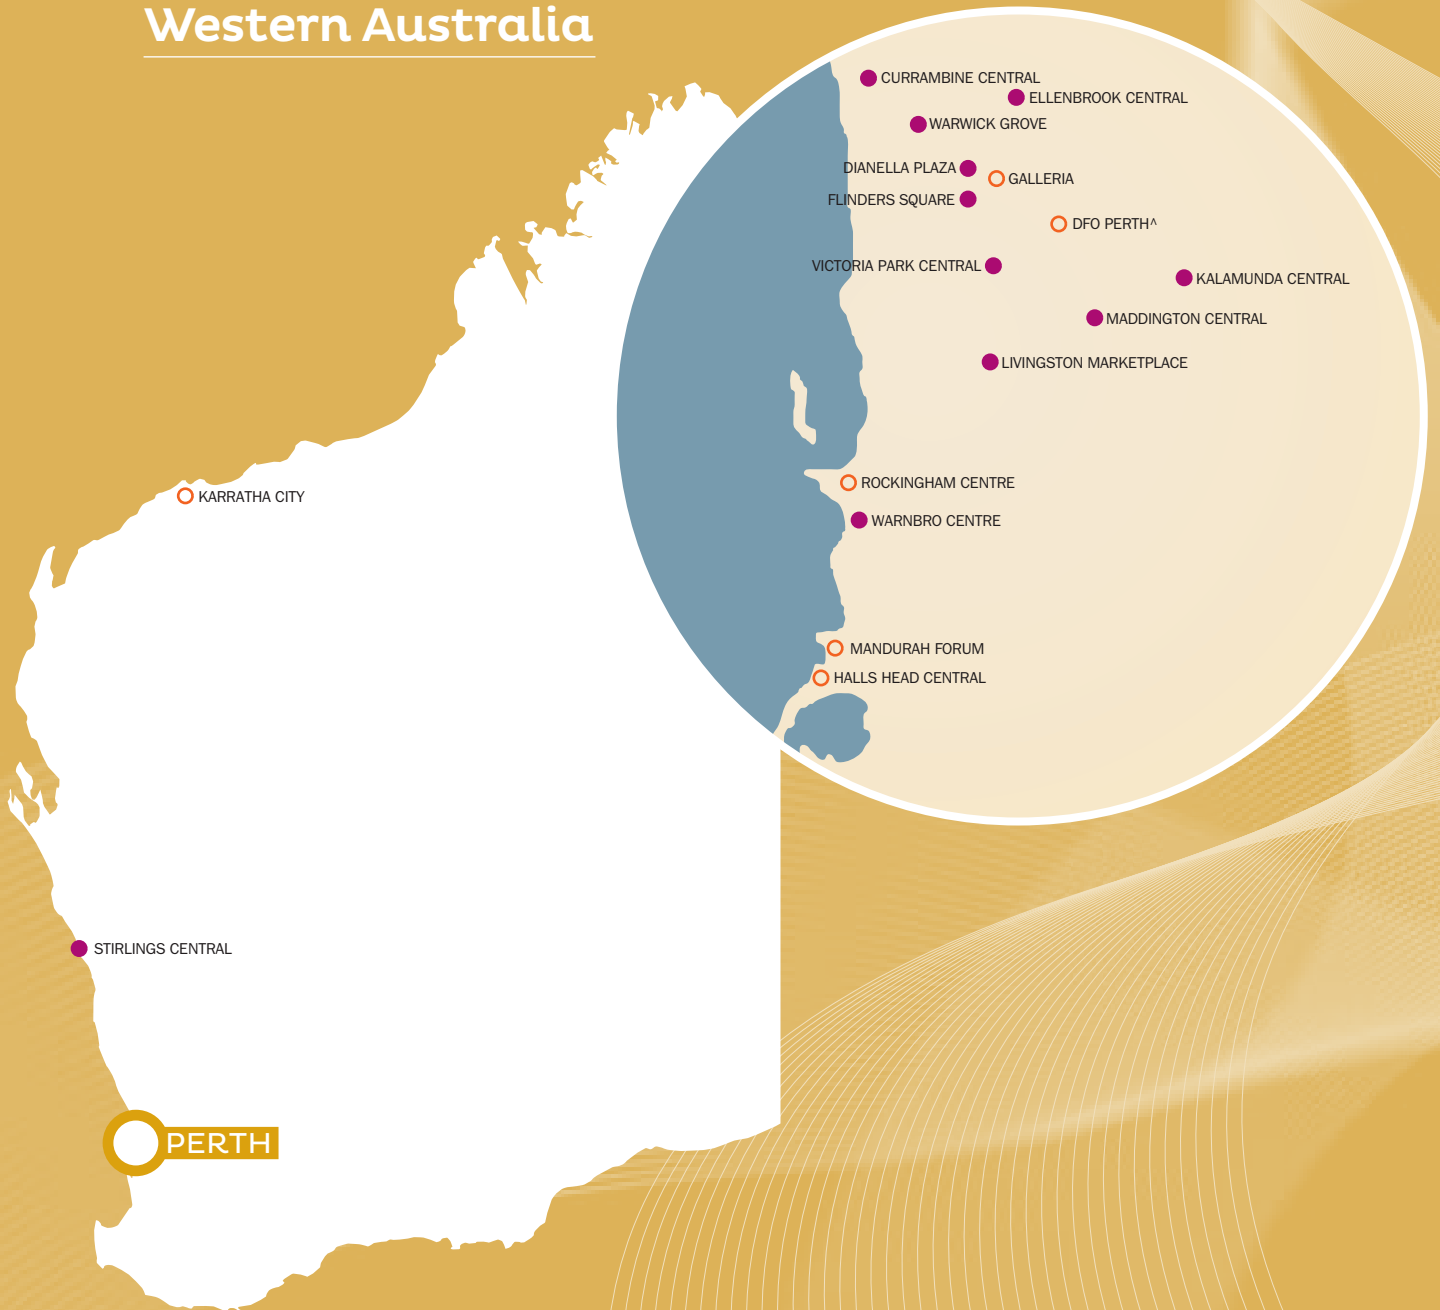 Western Australia
CURRAMBINE CENTRAL
ELLENBROOK CENTRAL
WARWICK GROVE
DIANELLA PLAZA
GALLERIA
FLINDERS SQUARE
DFO PERTH^
VICTORIA PARK CENTRAL
KALAMUNDA CENTRAL
MADDINGTON CENTRAL
LIVINGSTON MARKETPLACE
ROCKINGHAM CENTRE
KARRATHA CITY
WARNBRO CENTRE
MANDURAH FORUM
HALLS HEAD CENTRAL
STIRLINGS CENTRAL
PERTH